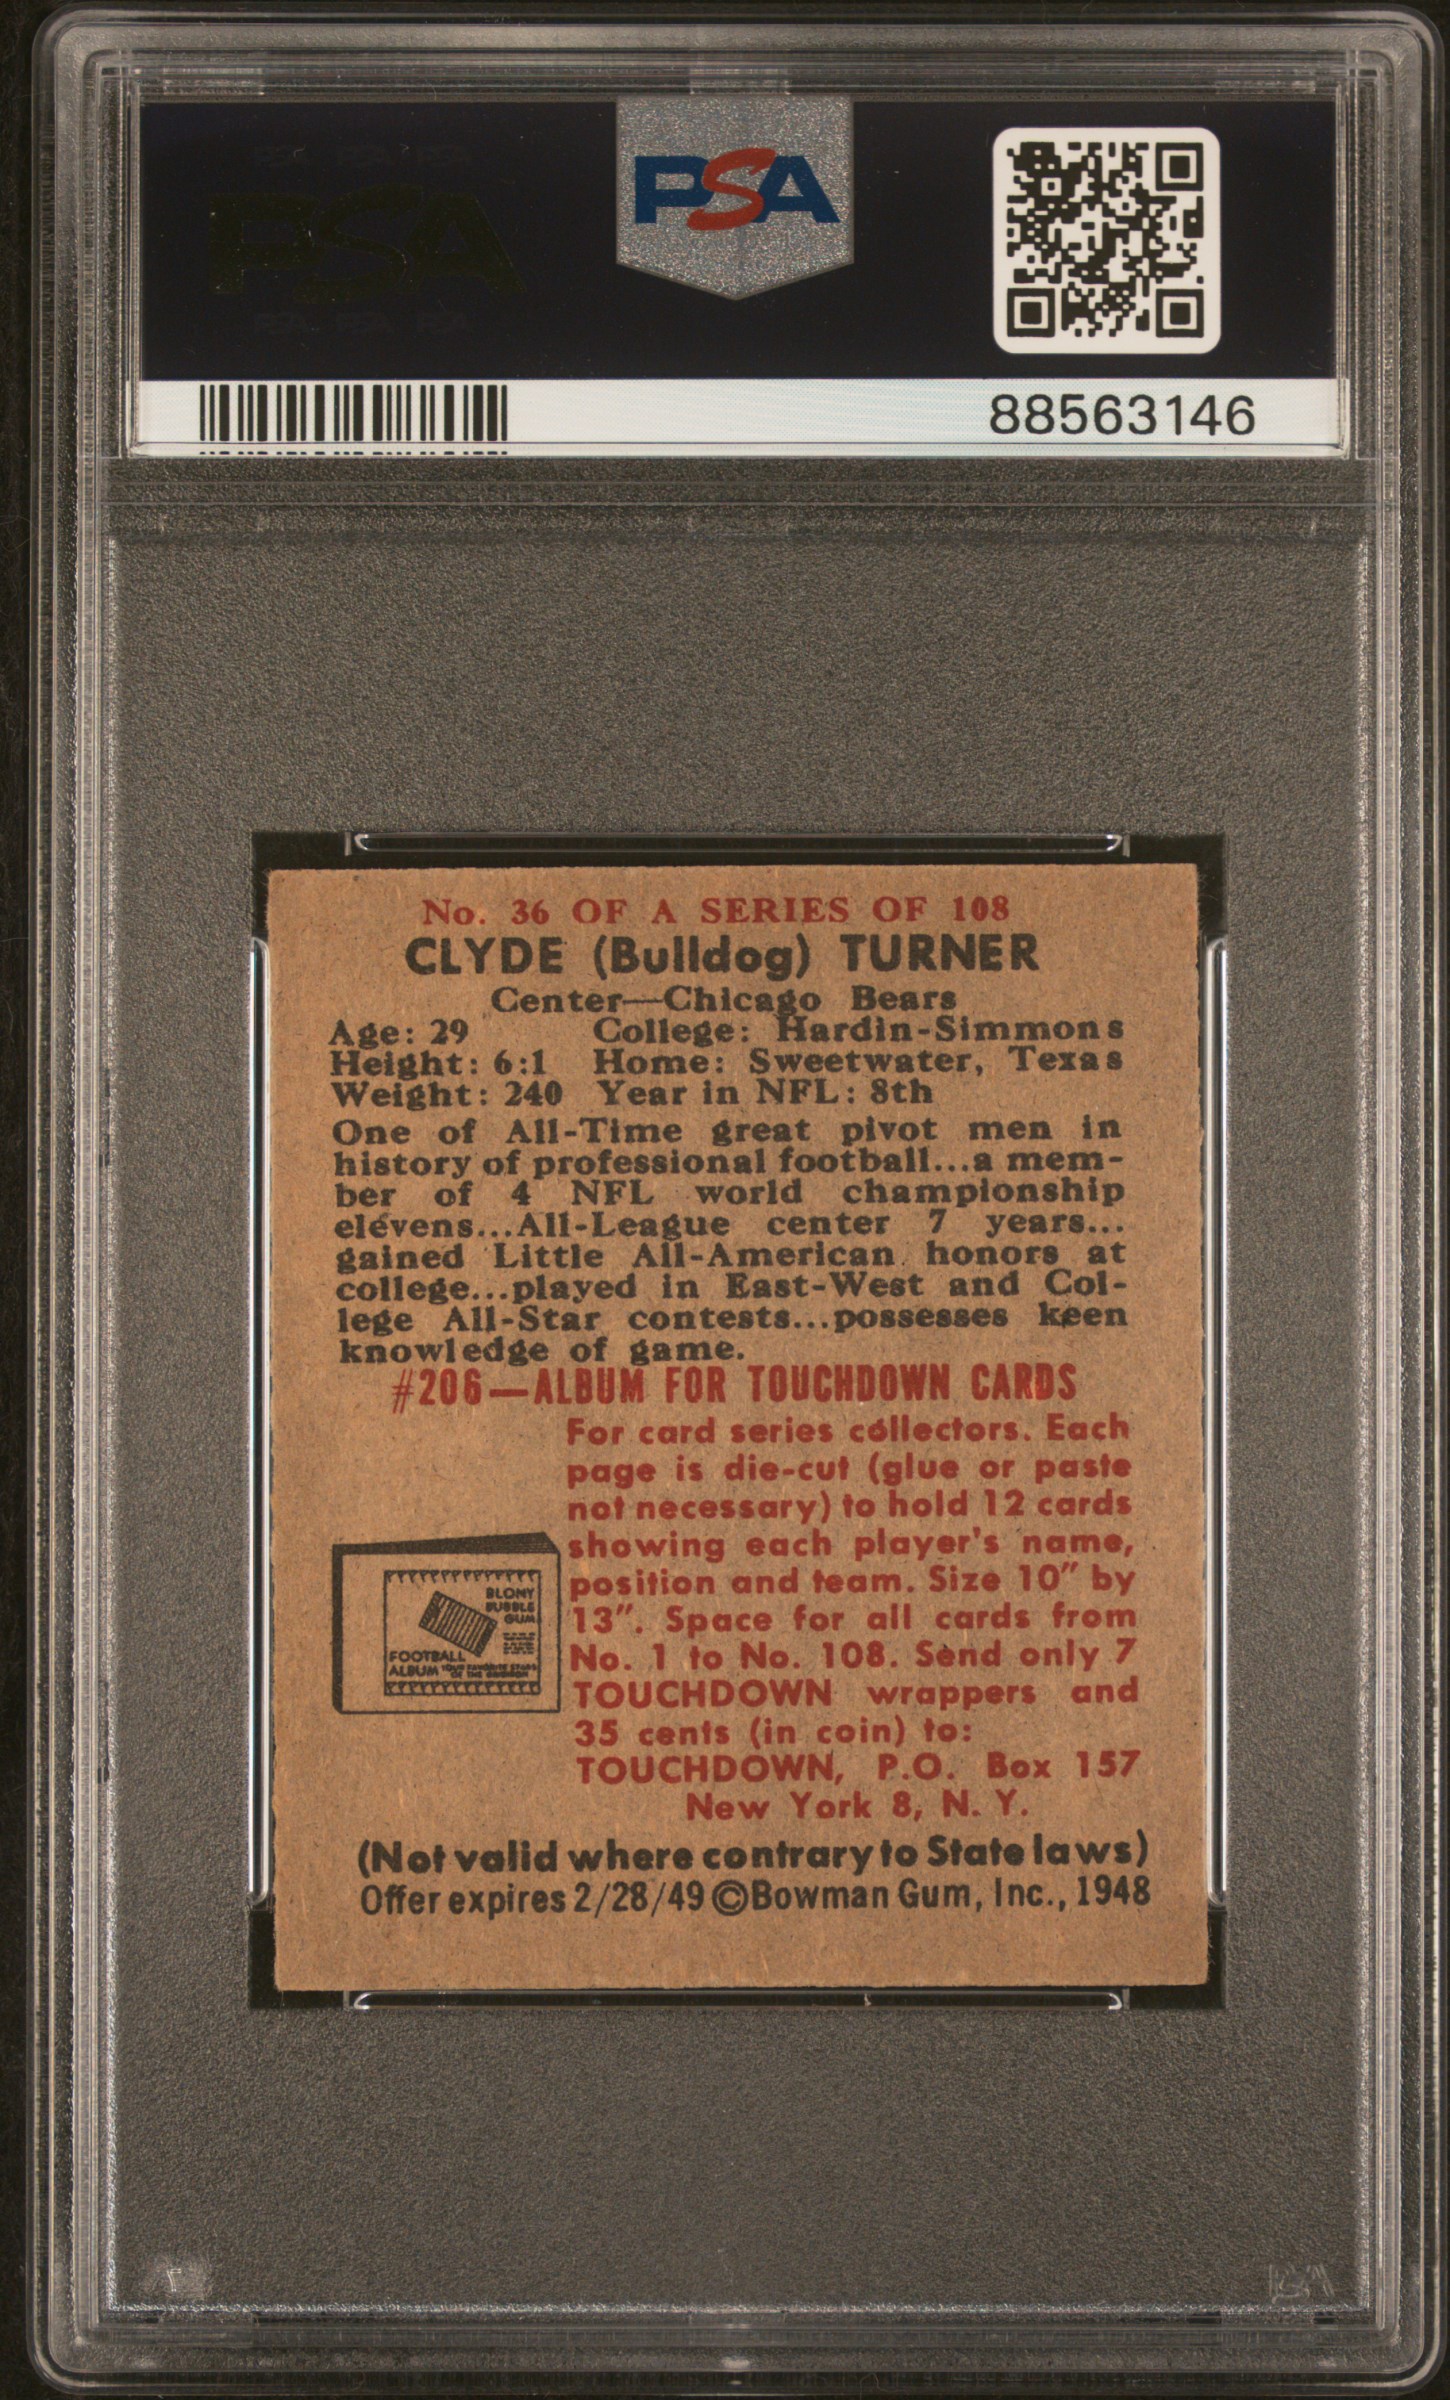 PSA
88563146
No. 36 OF A SERIES OF 108
CLYDE (Bulldog) TURNER
Center—Chicago Bears
Age: 29 College: Hardin-Simmons
Height: 6:1 Home: Sweetwater, Texas
Weight: 240 Year in NFL: 8th
One of All-Time great pivot men in
history of professional football...a mem-
ber of 4 NFL world championship
elevens...All-League center 7 years...
gained Little All-American honors at
college...played in East-West and Col-
lege All-Star contests...possesses keen
knowledge of game.
#206—ALBUM FOR TOUCHDOWN CARDS
For card series collectors. Each
page is die-cut (glue or paste
not necessary) to hold 12 cards
showing each player's name,
position and team. Size 10" by
13". Space for all cards from
No. 1 to No. 108. Send only 7
TOUCHDOWN wrappers and
35 cents (in coin) to:
TOUCHDOWN, P.O. Box 157
New York 8, N. Y.
BLONY
BUBBLE
GUM
FOOTBALL
ALBUM YOUR FAVORITE STARS
OF THE GRIDIRON
(Not valid where contrary to State laws)
Offer expires 2/28/49 ©Bowman Gum, Inc., 1948